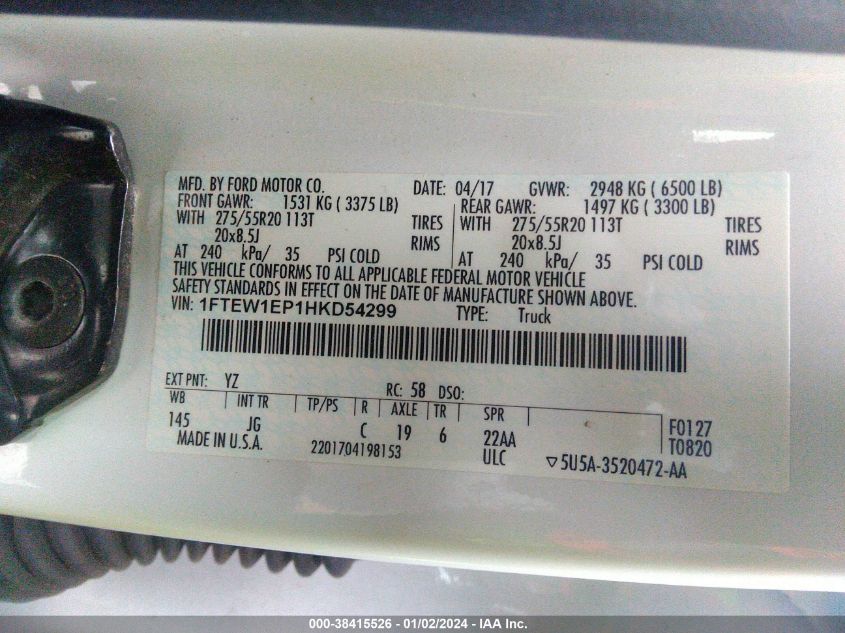 MFD. BY FORD MOTOR CO. DATE: 04/17 GVWR: 2948 KG ( 6500 LB)
FRONT GAWR: 1531 KG ( 3375 LB) REAR GAWR: 1497 KG ( 3300 LB)
WITH 275/55R20 113T TIRES WITH 275/55R20 113T TIRES
20x8.5J RIMS 20x8.5J RIMS
AT 240 kPa/ 35 PSI COLD AT 240 kPa/ 35 PSI COLD
THIS VEHICLE CONFORMS TO ALL APPLICABLE FEDERAL MOTOR VEHICLE
SAFETY STANDARDS IN EFFECT ON THE DATE OF MANUFACTURE SHOWN ABOVE.
VIN: 1FTEW1EP1HKD54299 TYPE: Truck
EXT PNT: YZ RC: 58 DSO:
WB INT TR TP/PS R AXLE TR SPR
145 JG C 19 6 22AA F0127
MADE IN U.S.A. 2201704198153 ULC T0820
▽5U5A-3520472-AA
000-38415526 - 01/02/2024 - IAA Inc.